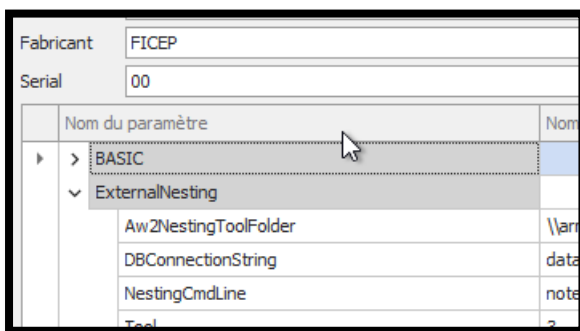 Fabricant FICEP
Serial 00
Nom du paramètre Nom
BASIC
ExternalNesting
Aw2NestingToolFolder \\arr
DBConnectionString data
NestingCmdLine note
Tool 3